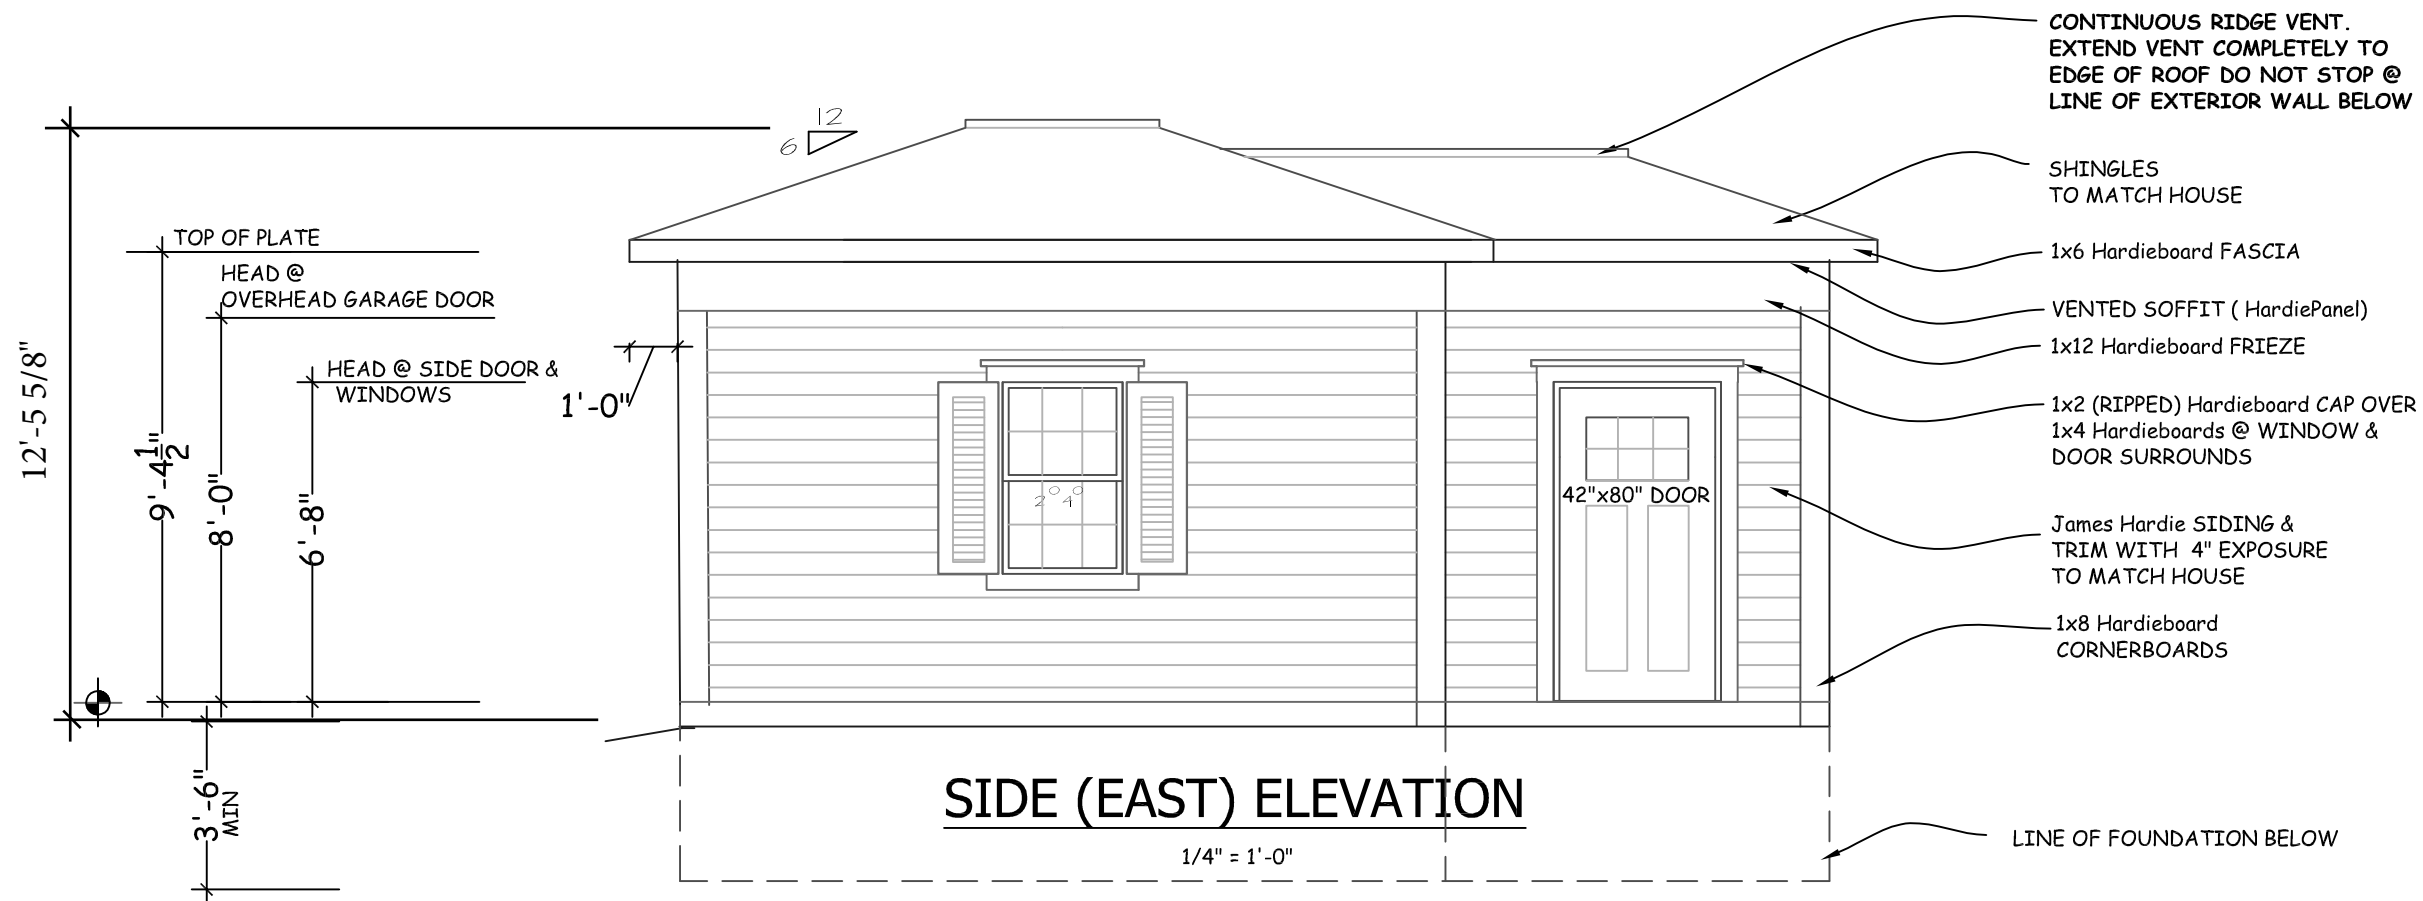 CONTINUOUS RIDGE VENT.
EXTEND VENT COMPLETELY TO
EDGE OF ROOF DO NOT STOP @
LINE OF EXTERIOR WALL BELOW
12
6
SHINGLES
TO MATCH HOUSE
TOP OF PLATE
1x6 Hardieboard FASCIA
HEAD @
OVERHEAD GARAGE DOOR
VENTED SOFFIT ( HardiePanel)
1x12 Hardieboard FRIEZE
HEAD @ SIDE DOOR &
WINDOWS
1'-0"
12'-5 5/8"
9'-4 1/2"
8'-0"
6'-8"
1x2 (RIPPED) Hardieboard CAP OVER
1x4 Hardieboards @ WINDOW &
DOOR SURROUNDS
2⁰ 4⁰
42"x80" DOOR
James Hardie SIDING &
TRIM WITH 4" EXPOSURE
TO MATCH HOUSE
1x8 Hardieboard
CORNERBOARDS
3'-6"
MIN
SIDE (EAST) ELEVATION
1/4" = 1'-0"
LINE OF FOUNDATION BELOW